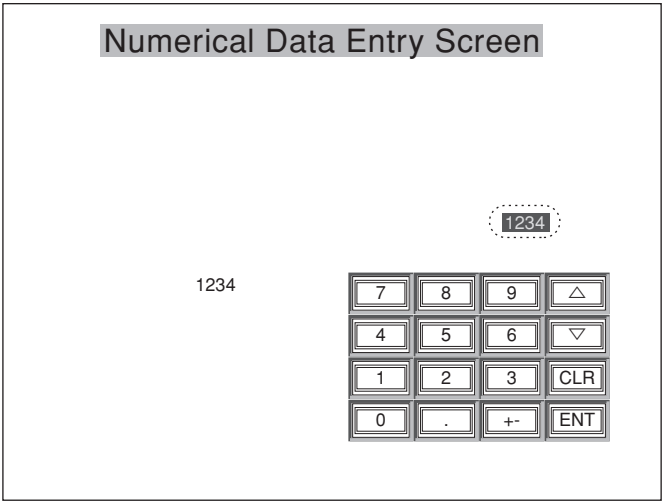 Numerical Data Entry Screen
1234
1234
7 8 9 △
4 5 6 ▽
1 2 3 CLR
0 . +- ENT